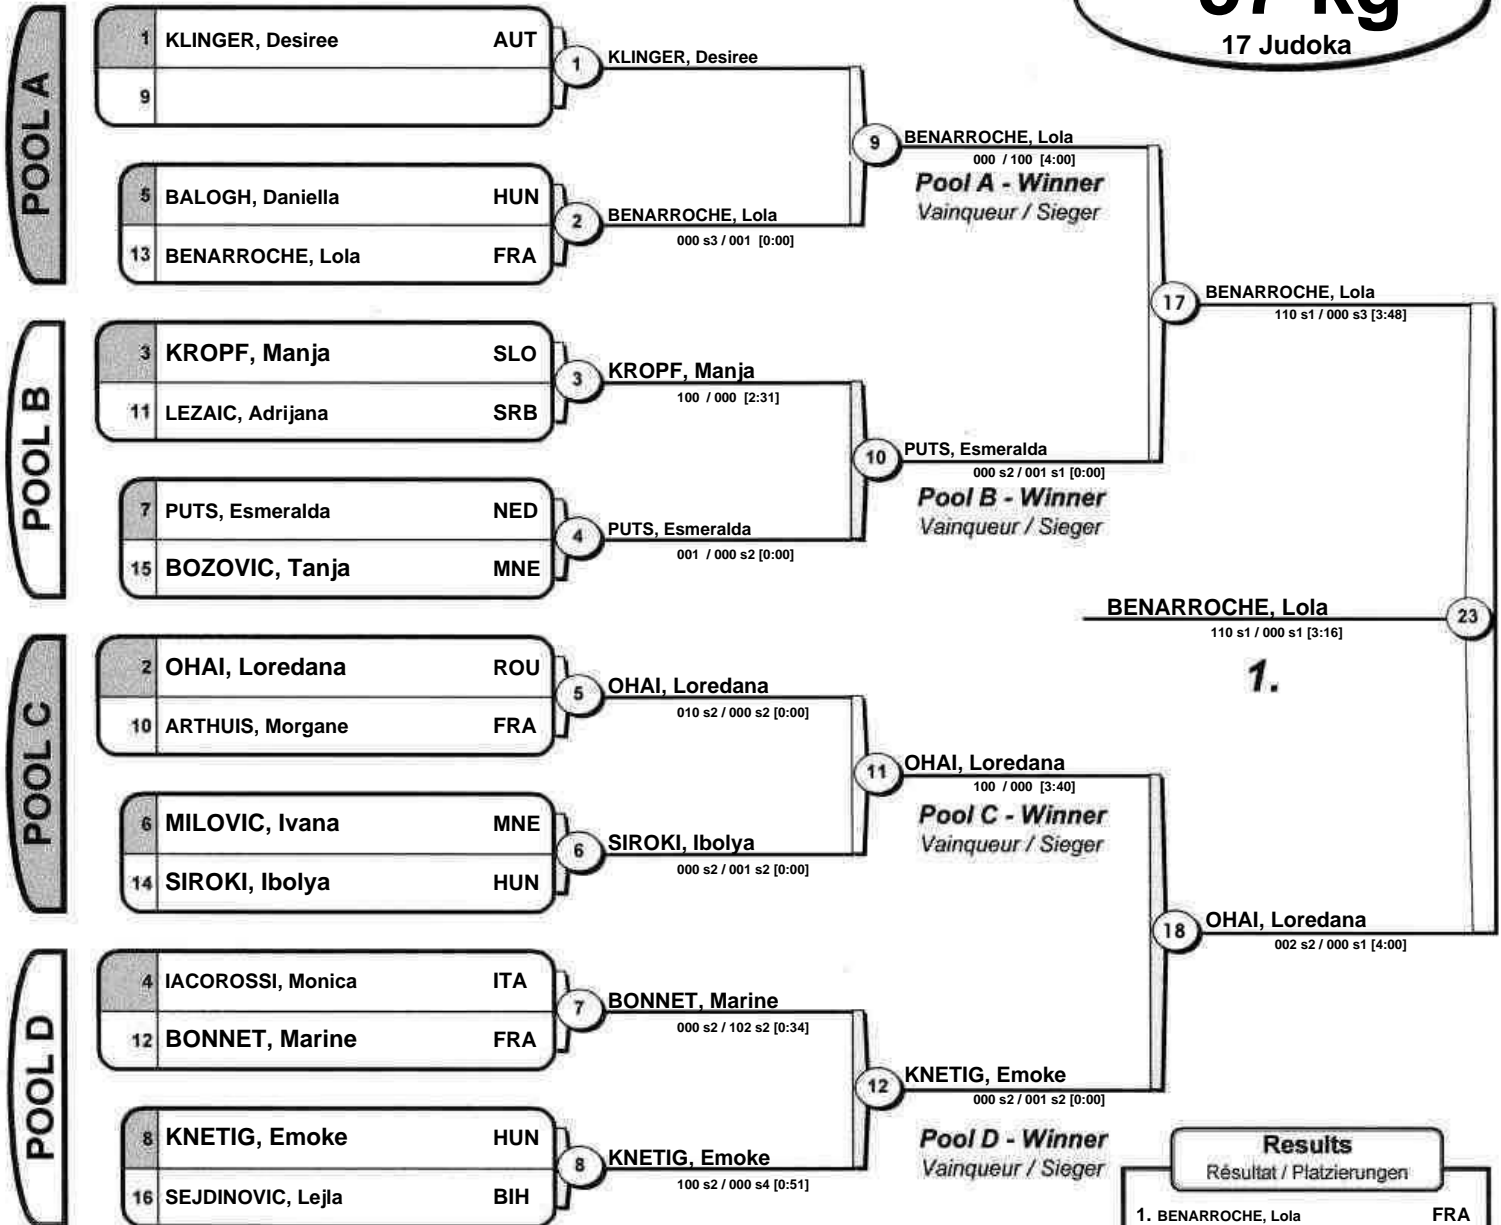 17 Judoka
POOL A
1 KLINGER, Desiree AUT
9
1
KLINGER, Desiree
5 BALOGH, Daniella HUN
13 BENARROCHE, Lola FRA
2
BENARROCHE, Lola
000 s3 / 001 [0:00]
9
BENARROCHE, Lola
000 / 100 [4:00]
Pool A - Winner
Vainqueur / Sieger
POOL B
3 KROPF, Manja SLO
11 LEZAIC, Adrijana SRB
3
KROPF, Manja
100 / 000 [2:31]
7 PUTS, Esmeralda NED
15 BOZOVIC, Tanja MNE
4
PUTS, Esmeralda
001 / 000 s2 [0:00]
10
PUTS, Esmeralda
000 s2 / 001 s1 [0:00]
Pool B - Winner
Vainqueur / Sieger
17
BENARROCHE, Lola
110 s1 / 000 s3 [3:48]
POOL C
2 OHAI, Loredana ROU
10 ARTHUIS, Morgane FRA
5
OHAI, Loredana
010 s2 / 000 s2 [0:00]
6 MILOVIC, Ivana MNE
14 SIROKI, Ibolya HUN
6
SIROKI, Ibolya
000 s2 / 001 s2 [0:00]
11
OHAI, Loredana
100 / 000 [3:40]
Pool C - Winner
Vainqueur / Sieger
POOL D
4 IACOROSSI, Monica ITA
12 BONNET, Marine FRA
7
BONNET, Marine
000 s2 / 102 s2 [0:34]
8 KNETIG, Emoke HUN
16 SEJDINOVIC, Lejla BIH
8
KNETIG, Emoke
100 s2 / 000 s4 [0:51]
12
KNETIG, Emoke
000 s2 / 001 s2 [0:00]
Pool D - Winner
Vainqueur / Sieger
18
OHAI, Loredana
002 s2 / 000 s1 [4:00]
23
BENARROCHE, Lola
110 s1 / 000 s1 [3:16]
1.
Results
Résultat / Platzierungen
1. BENARROCHE, Lola FRA